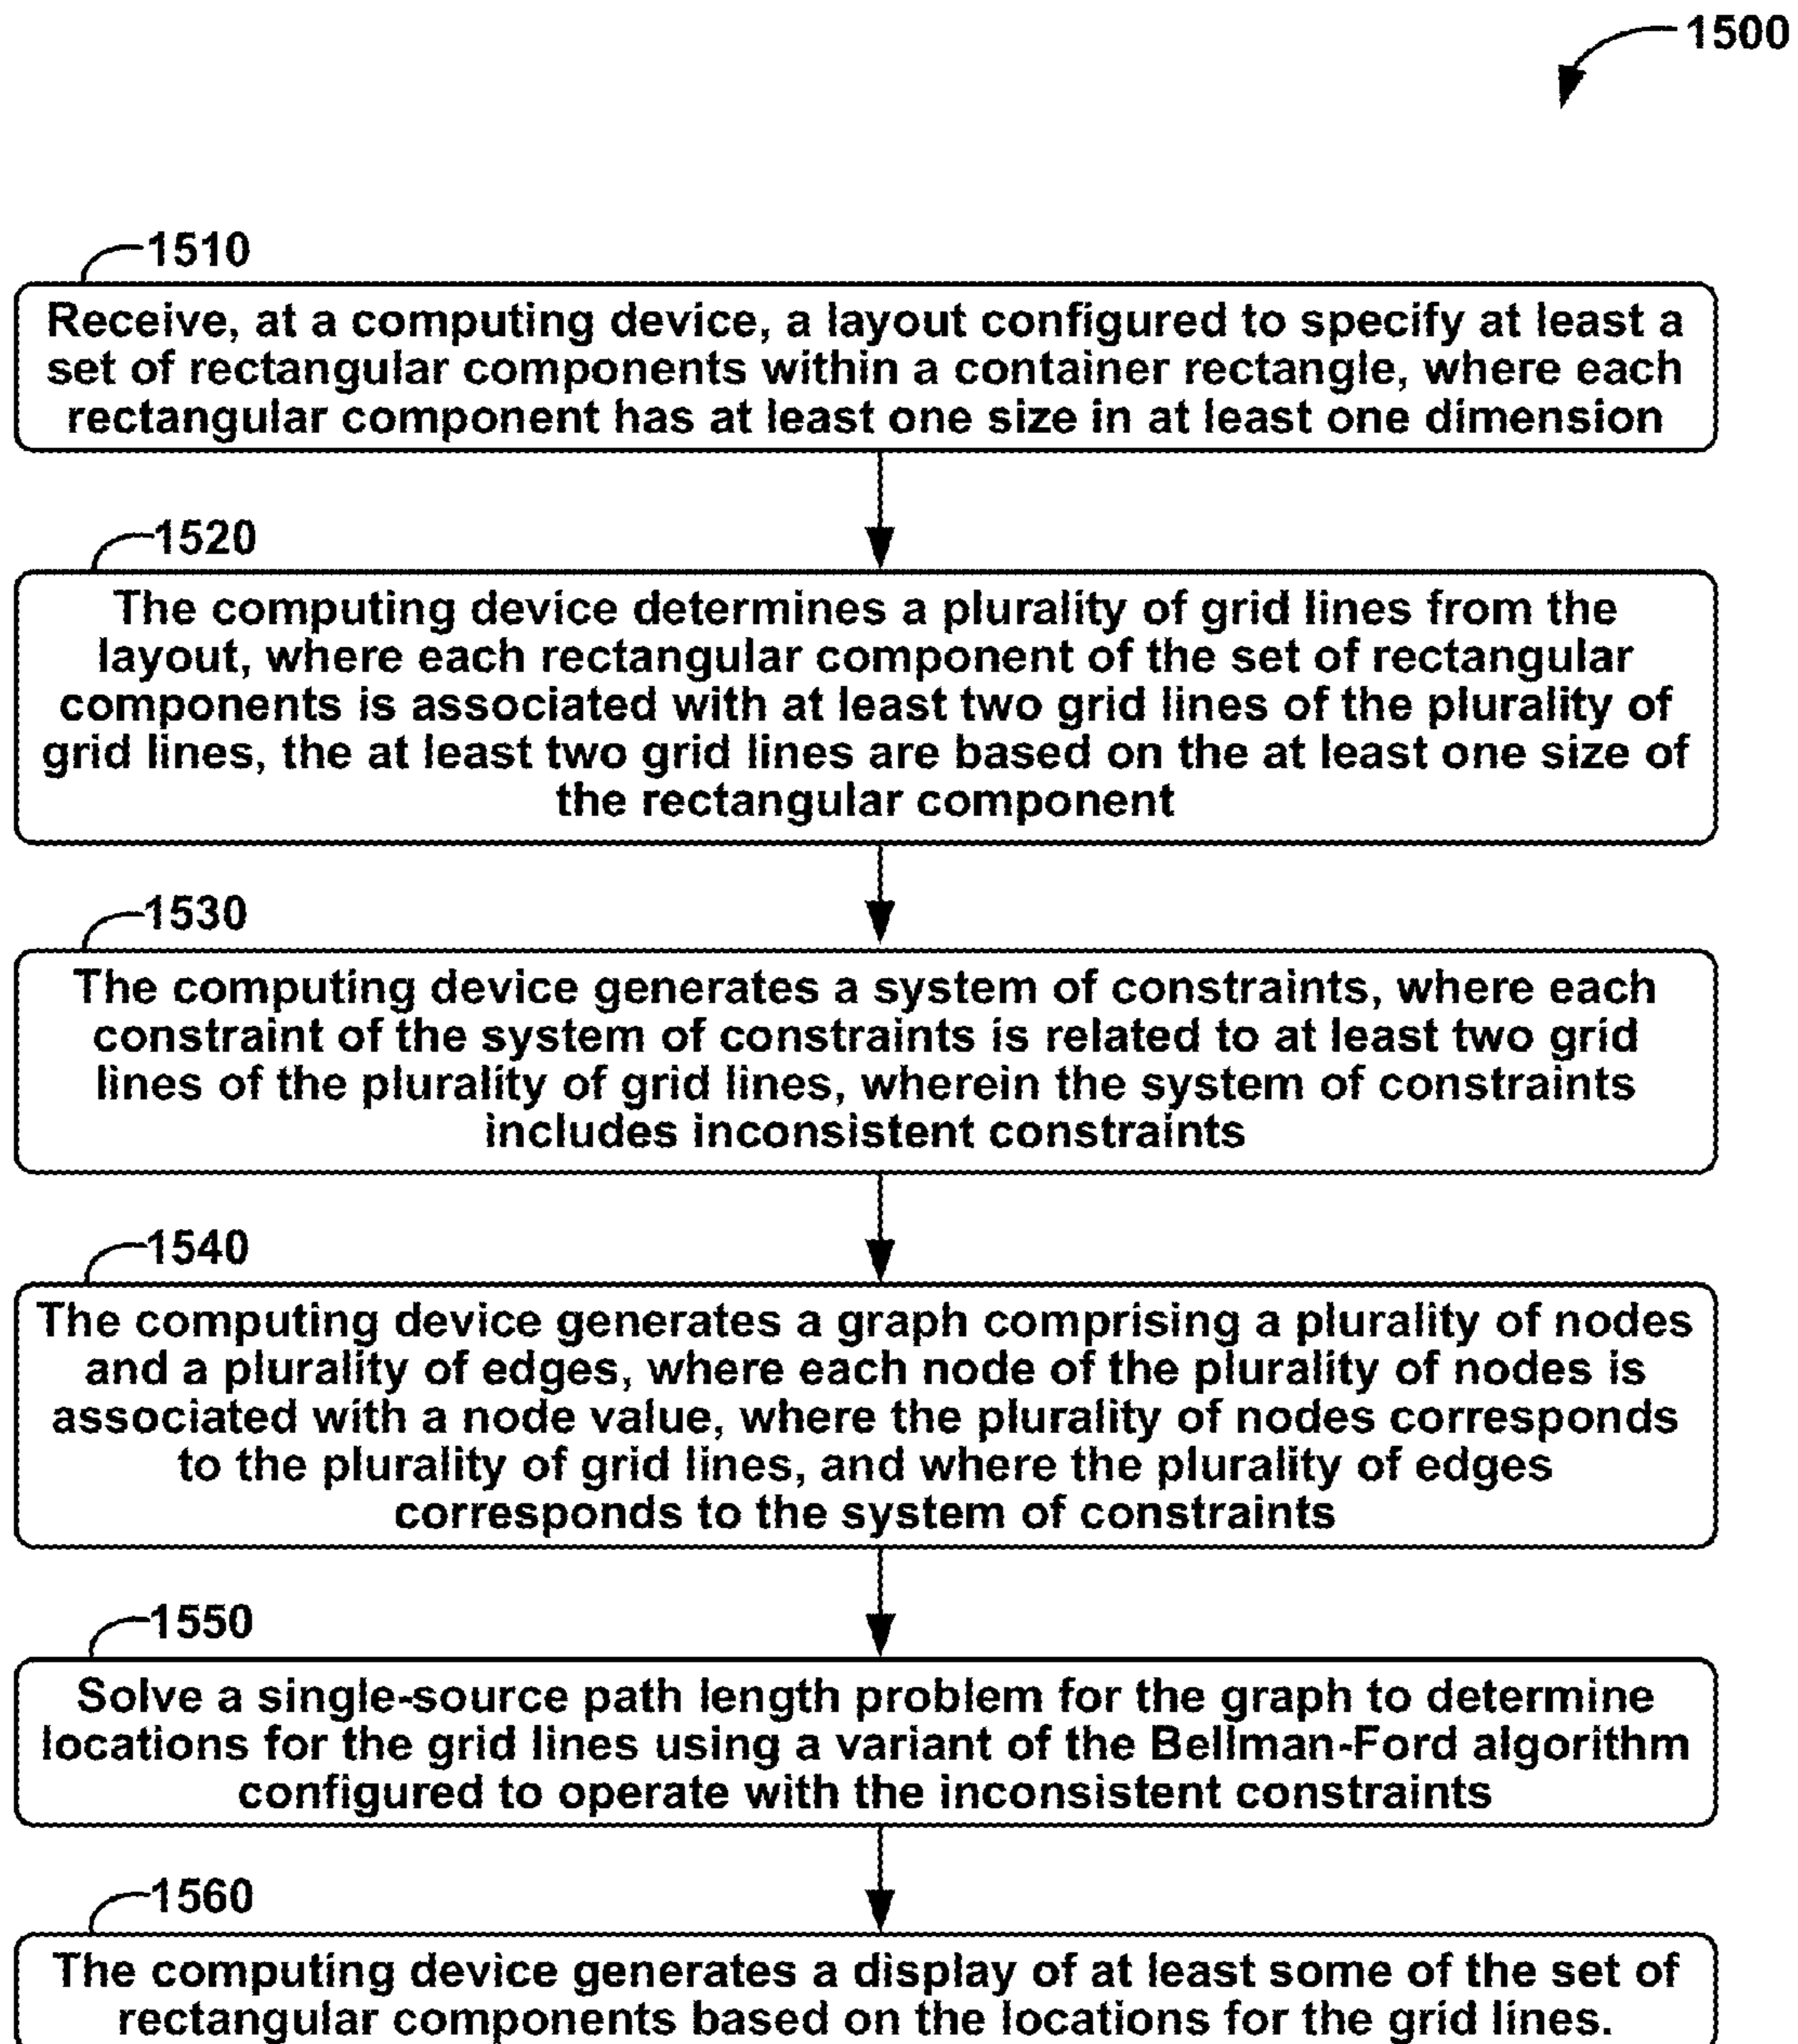 1500
1510
Receive, at a computing device, a layout configured to specify at least a
set of rectangular components within a container rectangle, where each
rectangular component has at least one size in at least one dimension
1520
The computing device determines a plurality of grid lines from the
layout, where each rectangular component of the set of rectangular
components is associated with at least two grid lines of the plurality of
grid lines, the at least two grid lines are based on the at least one size of
the rectangular component
1530
The computing device generates a system of constraints, where each
constraint of the system of constraints is related to at least two grid
lines of the plurality of grid lines, wherein the system of constraints
includes inconsistent constraints
1540
The computing device generates a graph comprising a plurality of nodes
and a plurality of edges, where each node of the plurality of nodes is
associated with a node value, where the plurality of nodes corresponds
to the plurality of grid lines, and where the plurality of edges
corresponds to the system of constraints
1550
Solve a single-source path length problem for the graph to determine
locations for the grid lines using a variant of the Bellman-Ford algorithm
configured to operate with the inconsistent constraints
1560
The computing device generates a display of at least some of the set of
rectangular components based on the locations for the grid lines.